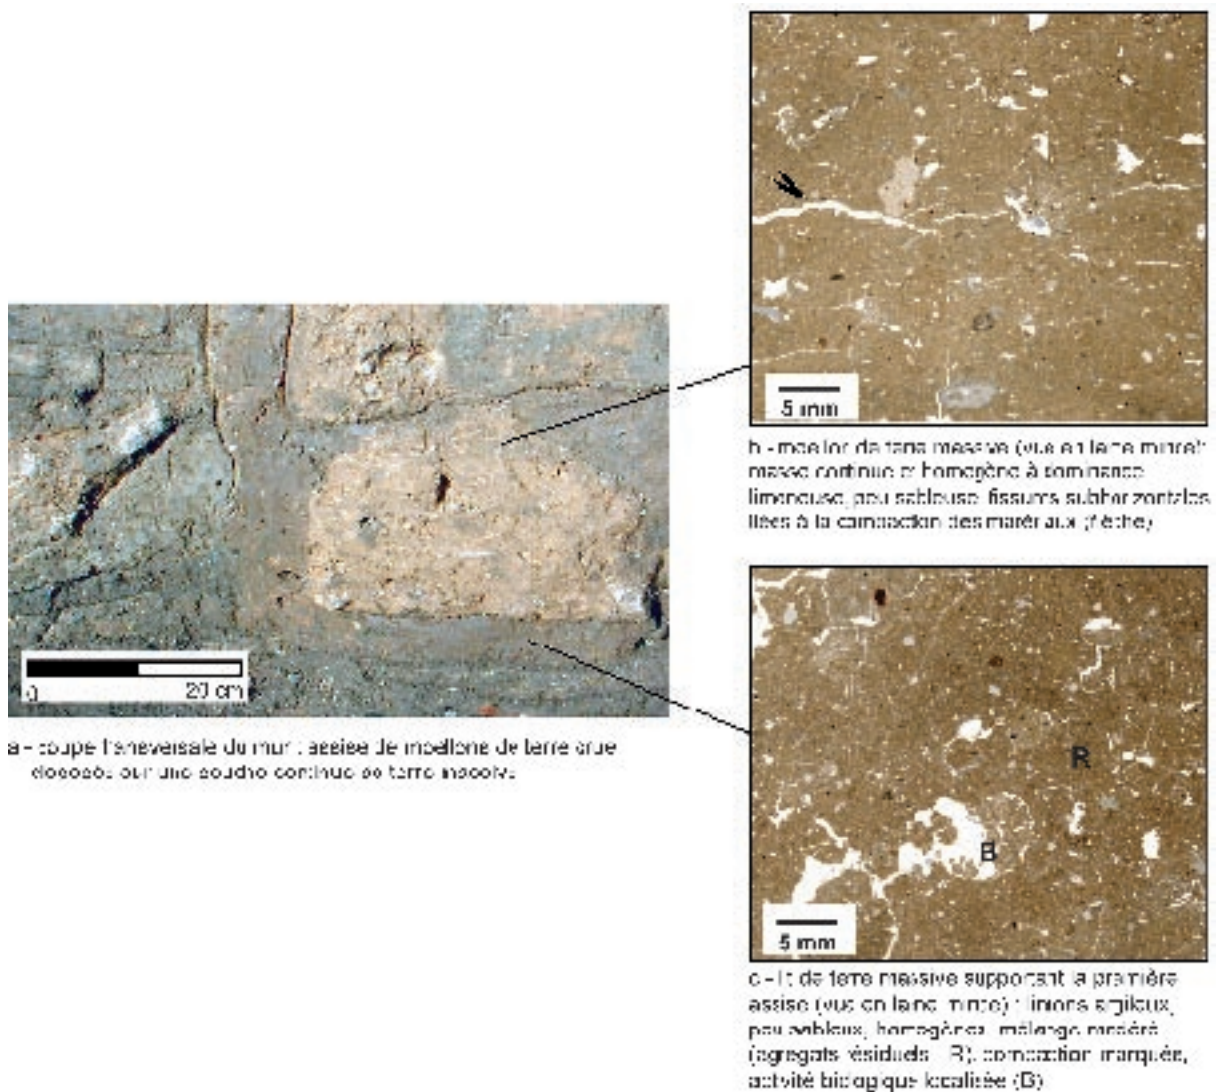 5 mm
b - moellon de terre massive (vue en lame mince):
masse continue et homogène à dominance
limoneuse, peu sableuse, fissures subhorizontales
liées à la compaction des matériaux (flèche)
0 20 cm
a - coupe transversale du mur : assise de moellons de terre crue
sur une continue de terre massive
R
B
5 mm
c - lit de terre massive supportant la première
assise (vue en lame mince) : limons argileux,
peu sableux, homogènes, mélange modéré
(agrégats résiduels : R), compaction marquée,
activité biologique localisée (B)